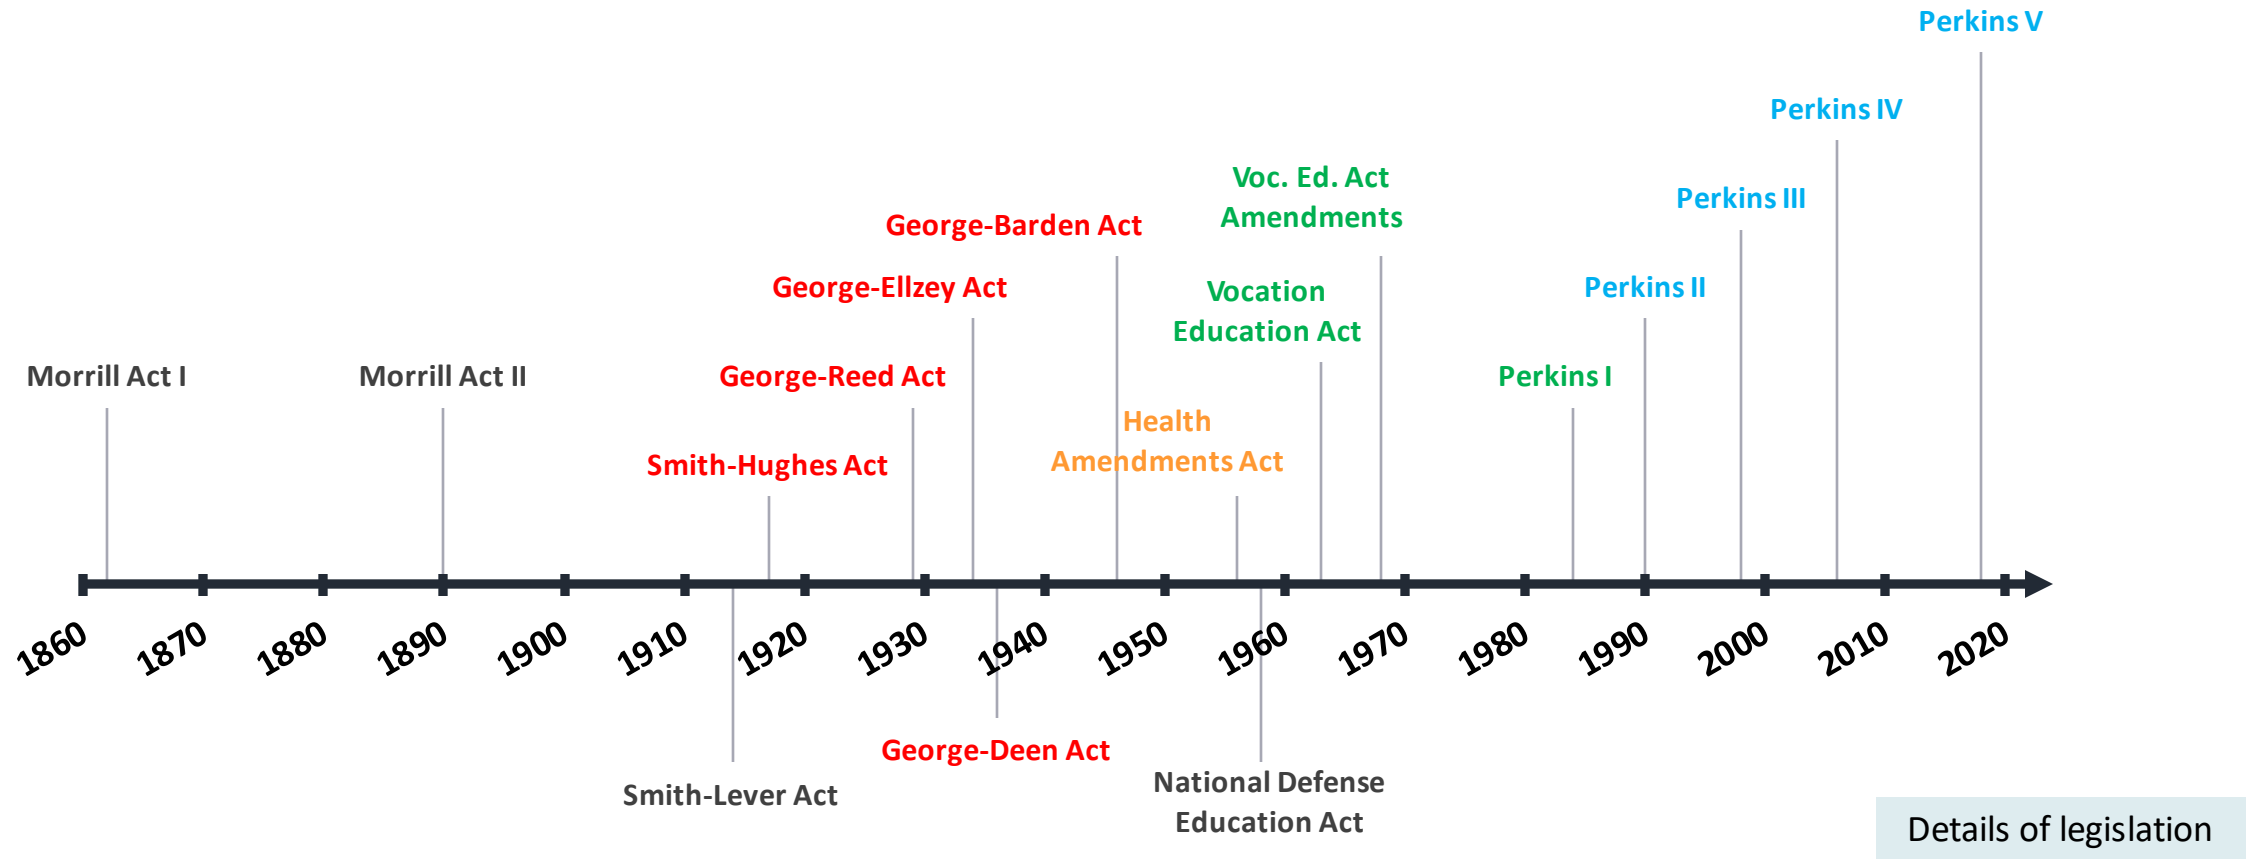 Perkins V
Perkins IV
Voc. Ed. Act
Amendments
Perkins III
George-Barden Act
George-Ellzey Act
Vocation
Education Act
Perkins II
Morrill Act I
Morrill Act II
George-Reed Act
Perkins I
Health
Amendments Act
Smith-Hughes Act
1860
1870
1880
1890
1900
1910
1920
1930
1940
1950
1960
1970
1980
1990
2000
2010
2020
George-Deen Act
Smith-Lever Act
National Defense
Education Act
Details of legislation